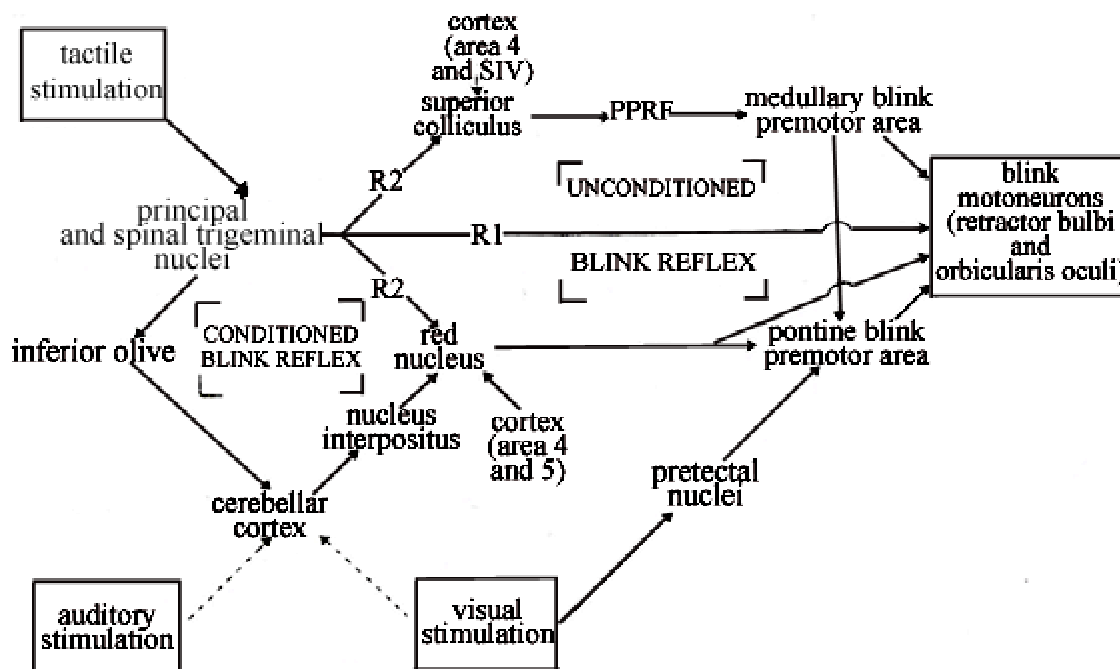 tactile
stimulation
cortex
(area 4
and SIV)
superior
colliculus
PPRF
medullary blink
premotor area
R2
UNCONDITIONED
blink
motoneurons
(retractor bulbi
and
orbicularis oculi)
principal
and spinal trigeminal
nuclei
R1
BLINK REFLEX
R2
inferior olive
CONDITIONED
BLINK REFLEX
red
nucleus
pontine blink
premotor area
nucleus
interpositus
cortex
(area 4
and 5)
pretectal
nuclei
cerebellar
cortex
auditory
stimulation
visual
stimulation